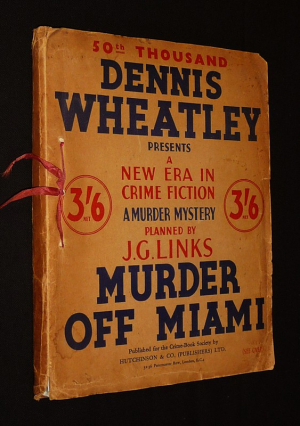 50th THOUSAND
DENNIS
WHEATLEY
PRESENTS
A
NEW ERA IN
CRIME FICTION
3'/6
NET
3'/6
NET
A MURDER MYSTERY
PLANNED BY
J.G. LINKS
MURDER
OFF MIAMI
Published for the Crime-Book Society by
HUTCHINSON & CO. (PUBLISHERS) LTD.